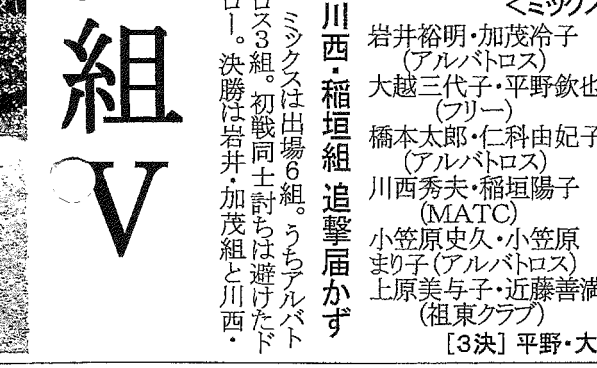 組V
川西・稲垣組 追撃届かず
ミックスは出場6組。うちアルバト
ロス3組。初戦同士討ちは避けたド
ロー。決勝は岩井・加茂組と川西・
<ミックス
岩井裕明・加茂冷子
(アルバトロス)
大越三代子・平野欽也
(フリー)
橋本太郎・仁科由妃子
(アルバトロス)
川西秀夫・稲垣陽子
(MATC)
小笠原史久・小笠原
まり子(アルバトロス)
上原美与子・近藤善満
(祖東クラブ)
[3決] 平野・大